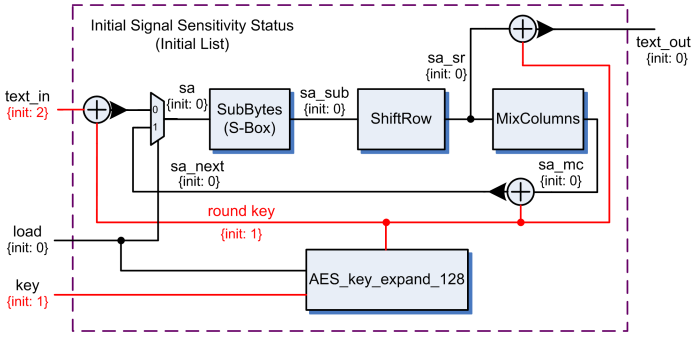 Initial Signal Sensitivity Status
(Initial List)
text_out
{init: 0}
sa_sr
{init: 0}
text_in
{init: 2}
sa
{init: 0}
0
1
SubBytes
(S-Box)
sa_sub
{init: 0}
ShiftRow
MixColumns
sa_next
{init: 0}
sa_mc
{init: 0}
round key
{init: 1}
load
{init: 0}
key
{init: 1}
AES_key_expand_128